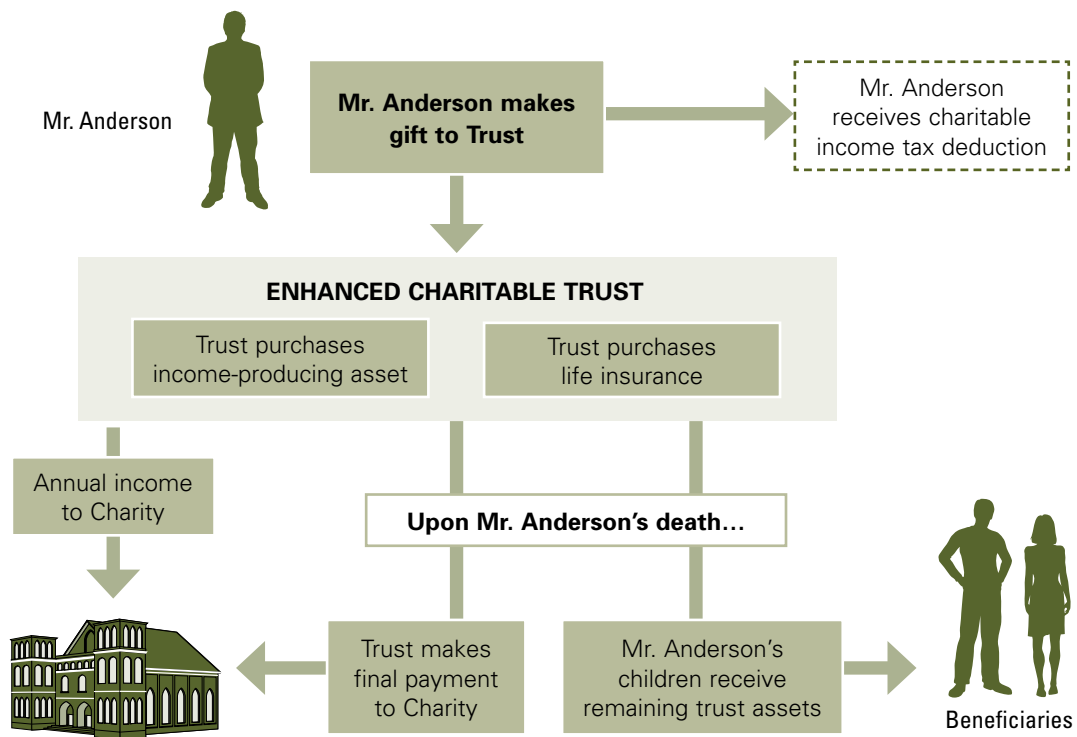 Mr. Anderson
Mr. Anderson makes
gift to Trust
Mr. Anderson
receives charitable
income tax deduction
ENHANCED CHARITABLE TRUST
Trust purchases
income-producing asset
Trust purchases
life insurance
Annual income
to Charity
Upon Mr. Anderson’s death…
Trust makes
final payment
to Charity
Mr. Anderson’s
children receive
remaining trust assets
Beneficiaries